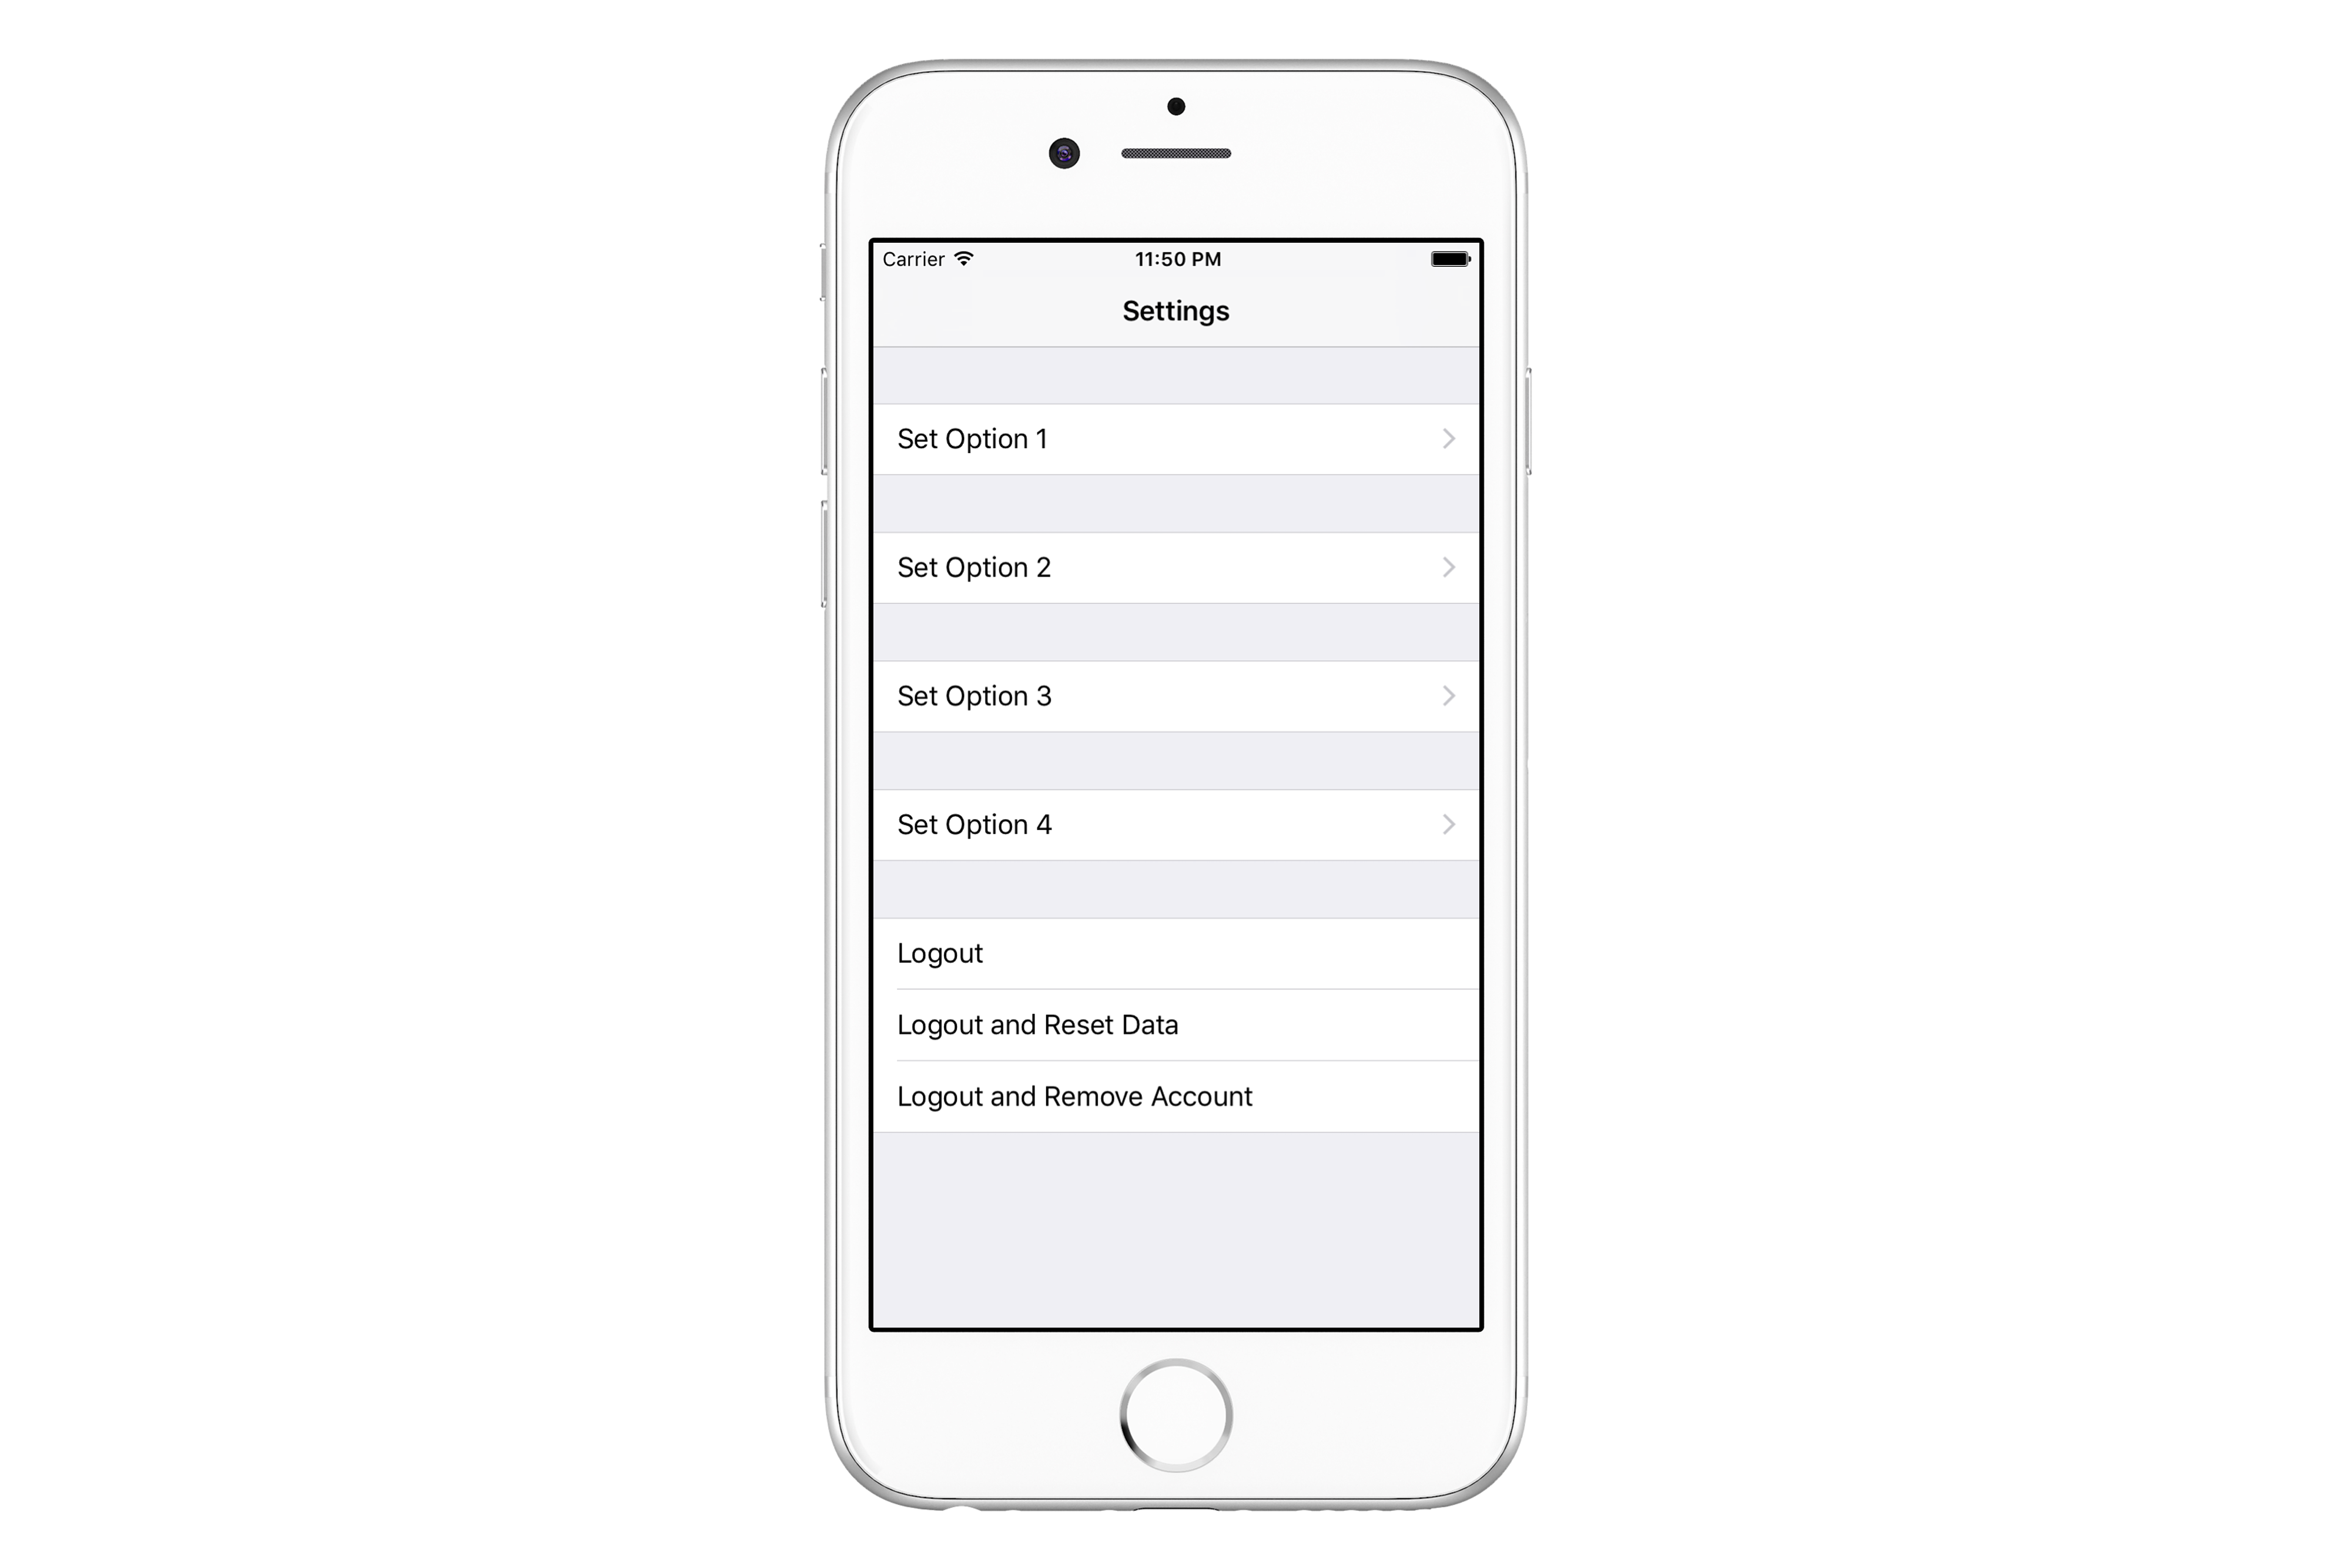 Carrier 11:50 PM
Settings
Set Option 1
Set Option 2
Set Option 3
Set Option 4
Logout
Logout and Reset Data
Logout and Remove Account